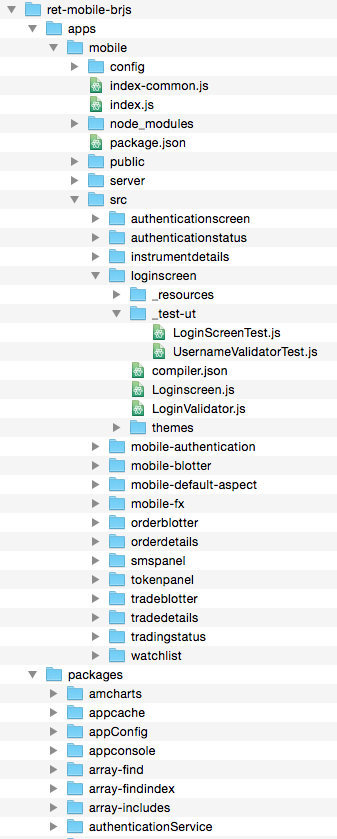 ret-mobile-brjs
apps
mobile
config
index-common.js
index.js
node_modules
package.json
public
server
src
authenticationscreen
authenticationstatus
instrumentdetails
loginscreen
_resources
_test-ut
LoginScreenTest.js
UsernameValidatorTest.js
compiler.json
Loginscreen.js
LoginValidator.js
themes
mobile-authentication
mobile-blotter
mobile-default-aspect
mobile-fx
orderblotter
orderdetails
smspanel
tokenpanel
tradeblotter
tradedetails
tradingstatus
watchlist
packages
amcharts
appcache
appConfig
appconsole
array-find
array-findindex
array-includes
authenticationService